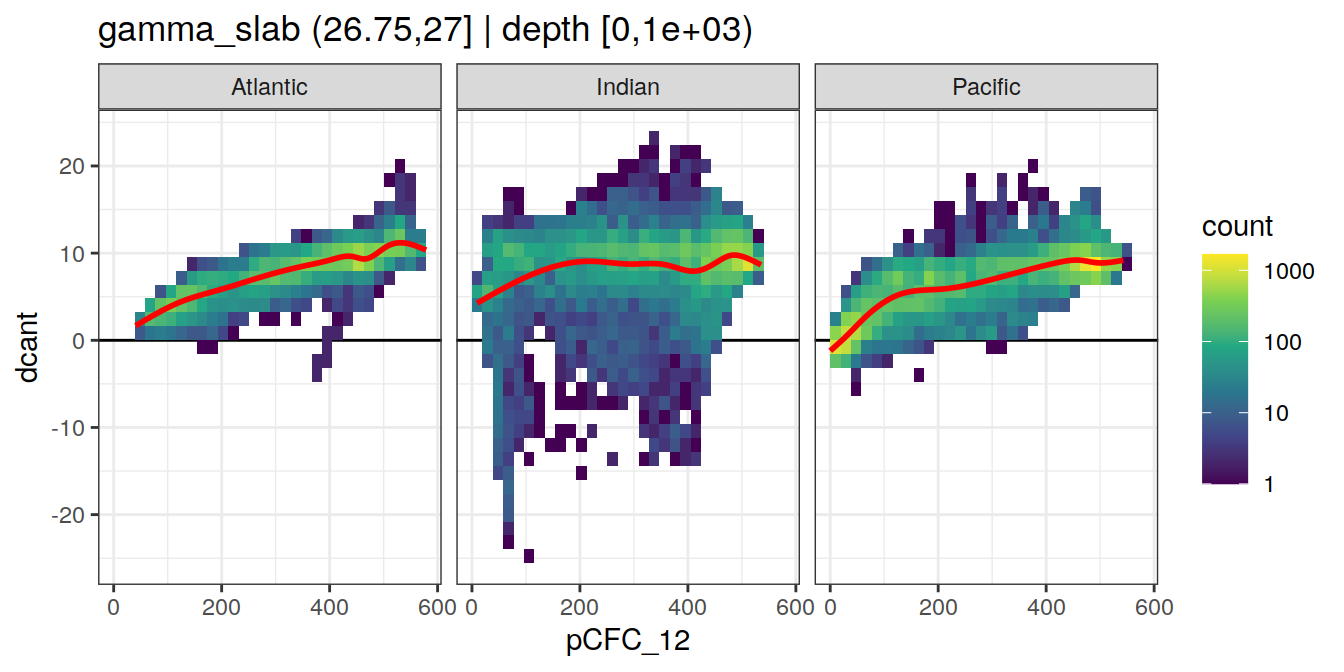 gamma_slab (26.75,27] | depth [0,1e+03)
Atlantic Indian Pacific
20
10
0
-10
-20
dcant
0 200 400 600 0 200 400 600 0 200 400 600
pCFC_12
count
1000
100
10
1